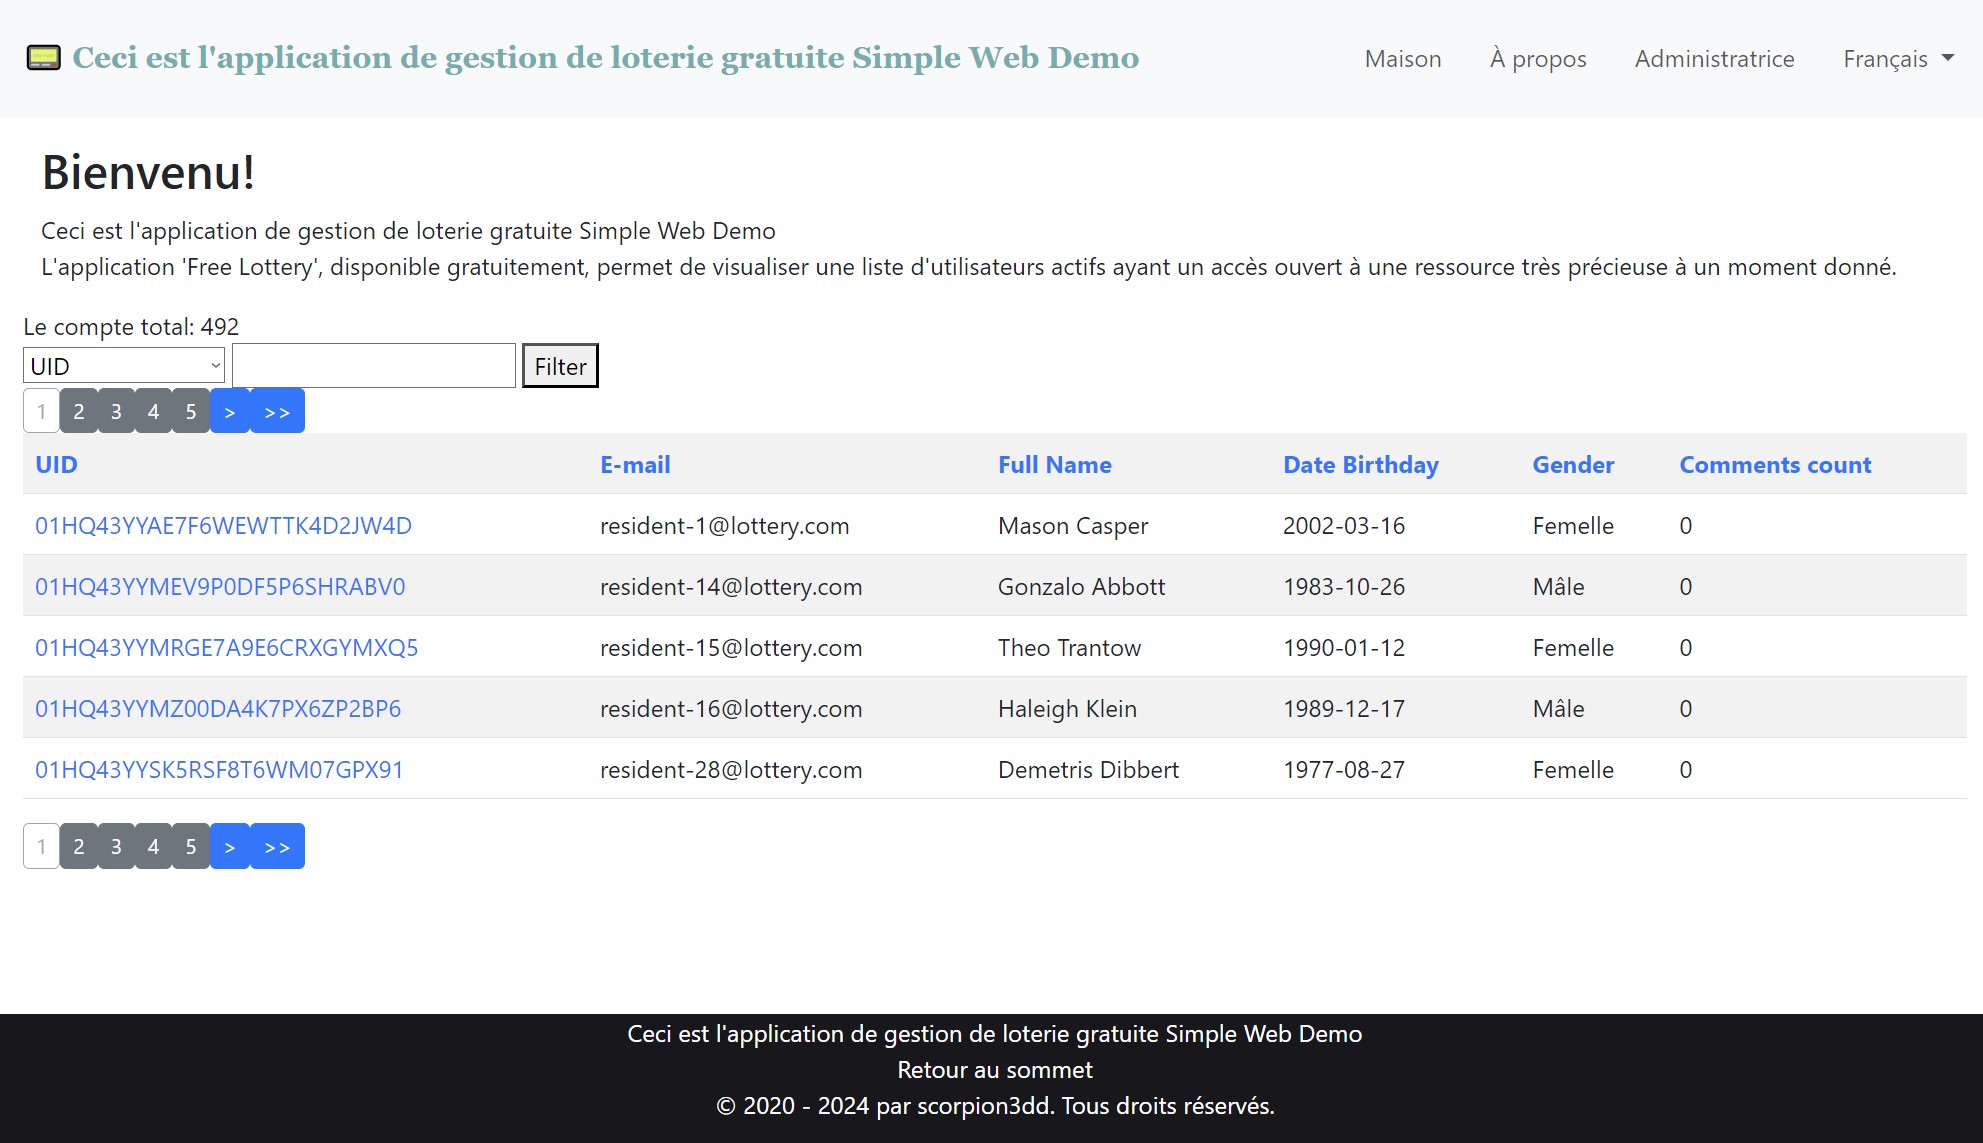 Ceci est l'application de gestion de loterie gratuite Simple Web Demo Maison À propos Administratrice Français
Bienvenu!
Ceci est l'application de gestion de loterie gratuite Simple Web Demo
L'application 'Free Lottery', disponible gratuitement, permet de visualiser une liste d'utilisateurs actifs ayant un accès ouvert à une ressource très précieuse à un moment donné.
Le compte total: 492
UID Filter
1 2 3 4 5 > >>
UID E-mail Full Name Date Birthday Gender Comments count
01HQ43YYAE7F6WEWTTK4D2JW4D resident-1@lottery.com Mason Casper 2002-03-16 Femelle 0
01HQ43YYMEV9P0DF5P6SHRABV0 resident-14@lottery.com Gonzalo Abbott 1983-10-26 Mâle 0
01HQ43YYMRGE7A9E6CRXGYMXQ5 resident-15@lottery.com Theo Trantow 1990-01-12 Femelle 0
01HQ43YYMZ00DA4K7PX6ZP2BP6 resident-16@lottery.com Haleigh Klein 1989-12-17 Mâle 0
01HQ43YYSK5RSF8T6WM07GPX91 resident-28@lottery.com Demetris Dibbert 1977-08-27 Femelle 0
1 2 3 4 5 > >>
Ceci est l'application de gestion de loterie gratuite Simple Web Demo
Retour au sommet
© 2020 - 2024 par scorpion3dd. Tous droits réservés.